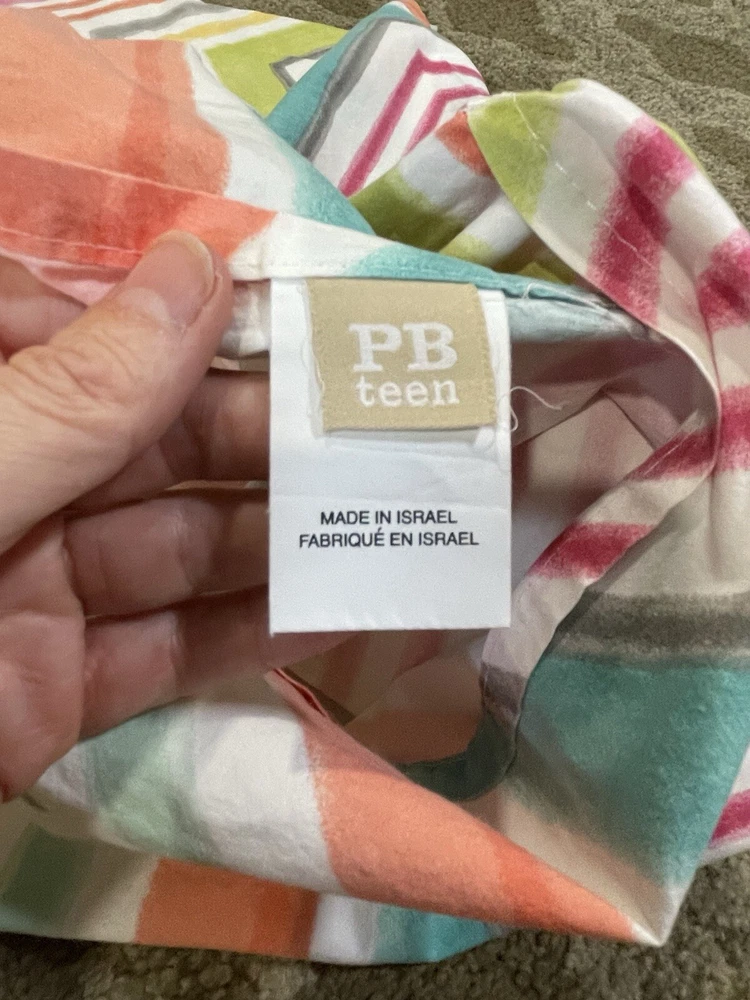 PB
teen
MADE IN ISRAEL
FABRIQUÉ EN ISRAEL